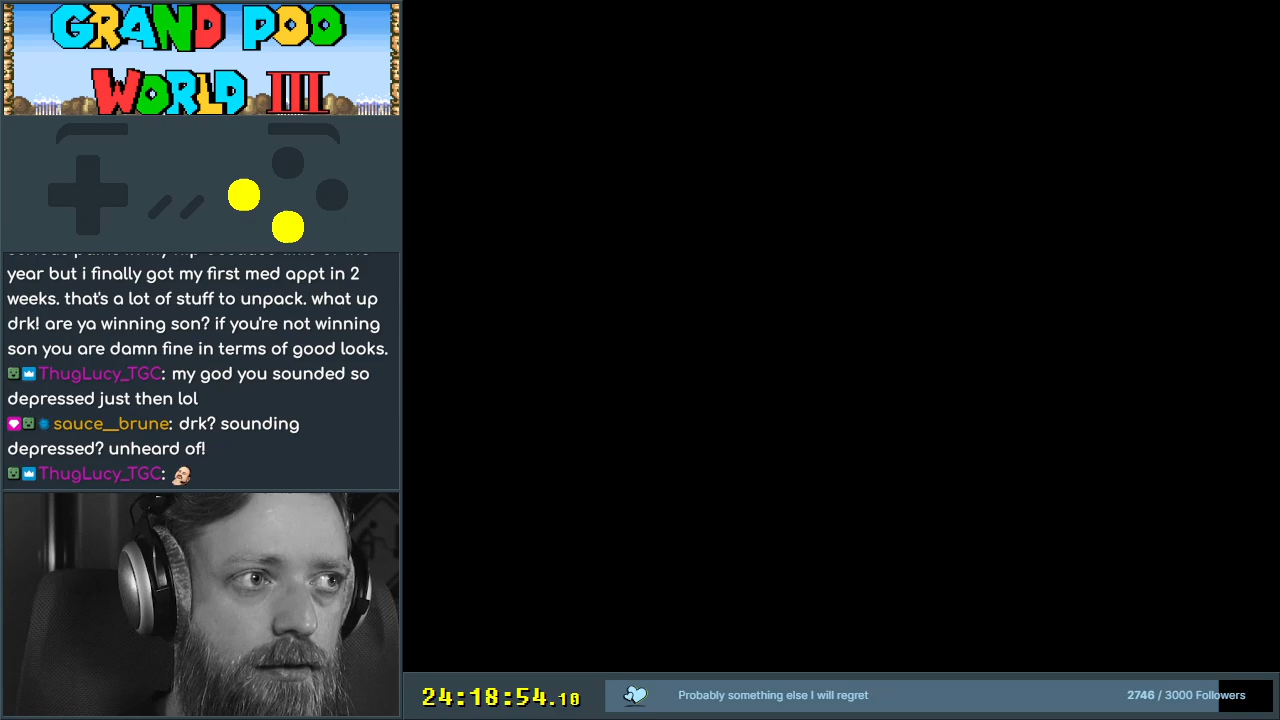 GRAND POO
WORLD III
year but i finally got my first med appt in 2
weeks. that's a lot of stuff to unpack. what up
drk! are ya winning son? if you're not winning
son you are damn fine in terms of good looks.
ThugLucy_TGC: my god you sounded so
depressed just then lol
sauce__brune: drk? sounding
depressed? unheard of!
ThugLucy_TGC:
24:18:54.10
Probably something else I will regret
2746 / 3000 Followers